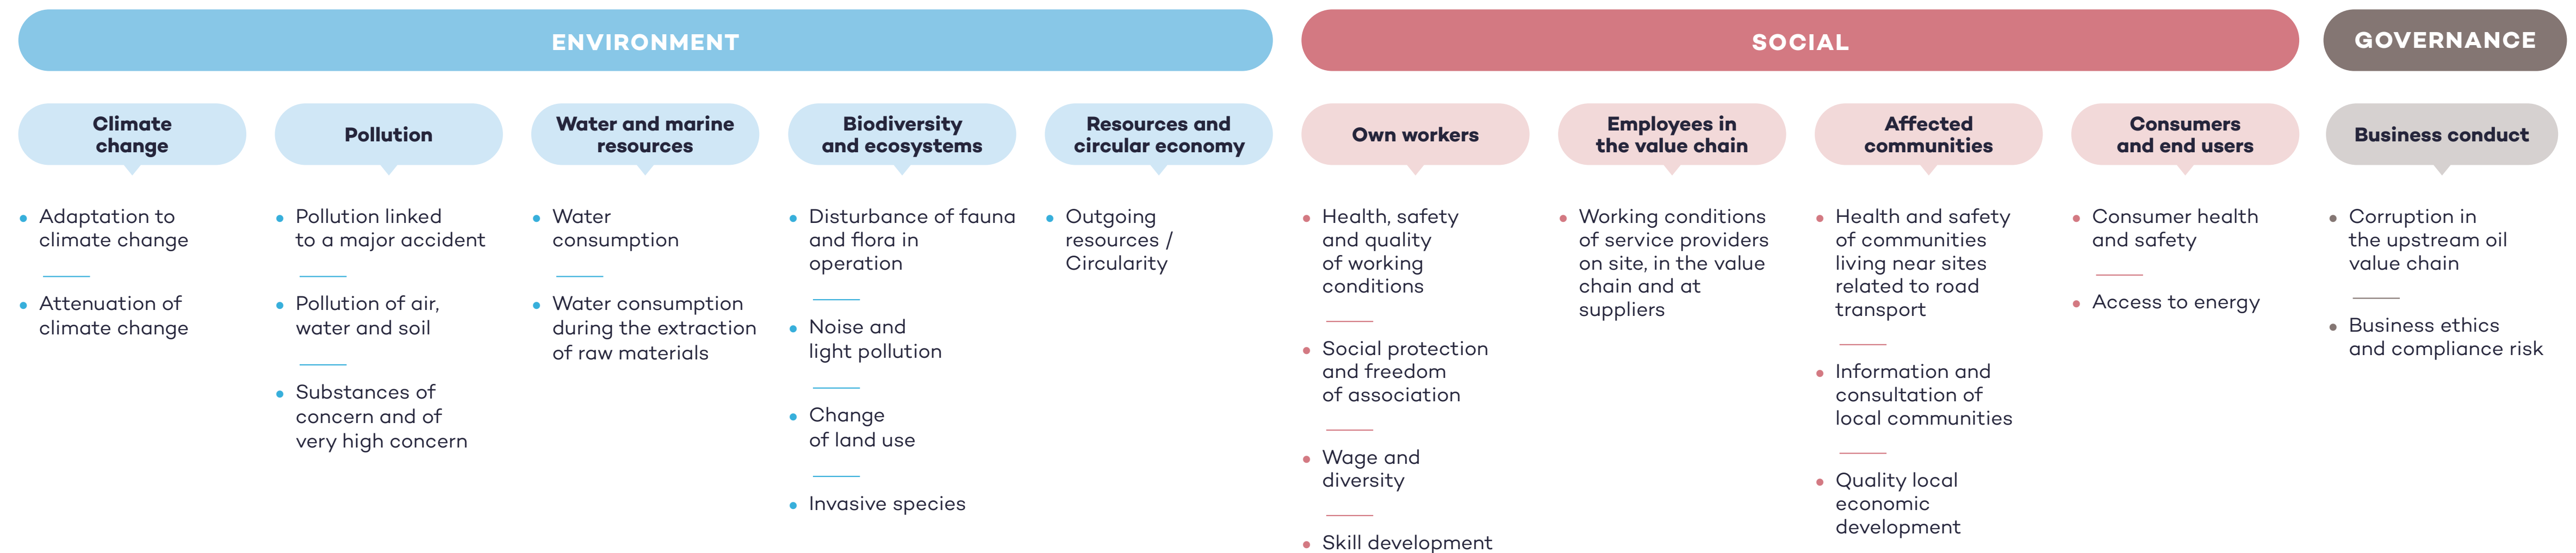 ENVIRONMENT
SOCIAL
GOVERNANCE
Climate
change
Adaptation to
climate change
Attenuation of
climate change
Pollution
Pollution linked
to a major accident
Pollution of air,
water and soil
Substances of
concern and of
very high concern
Water and marine
resources
Water
consumption
Water consumption
during the extraction
of raw materials
Biodiversity
and ecosystems
Disturbance of fauna
and flora in
operation
Noise and
light pollution
Change
of land use
Invasive species
Resources and
circular economy
Outgoing
resources /
Circularity
Own workers
Health, safety
and quality
of working
conditions
Social protection
and freedom
of association
Wage and
diversity
Skill development
Employees in
the value chain
Working conditions
of service providers
on site, in the value
chain and at
suppliers
Affected
communities
Health and safety
of communities
living near sites
related to road
transport
Information and
consultation of
local communities
Quality local
economic
development
Consumers
and end users
Consumer health
and safety
Access to energy
Business conduct
Corruption in
the upstream oil
value chain
Business ethics
and compliance risk